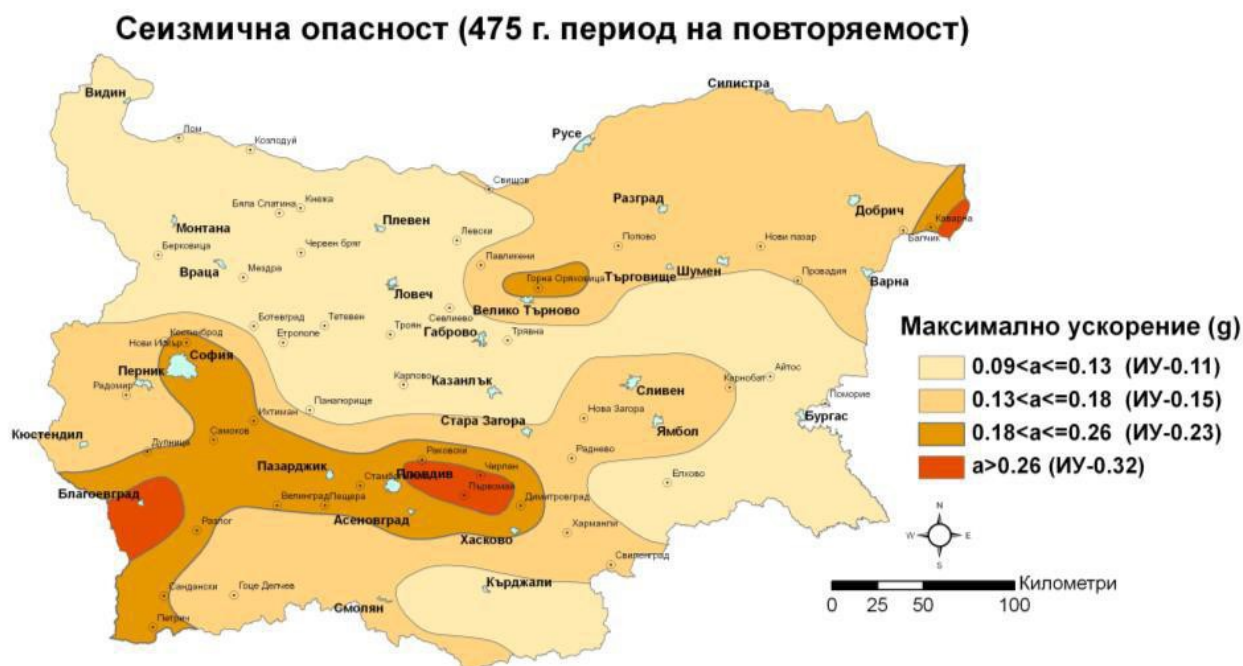 Сеизмична опасност (475 г. период на повторяемост)
Видин
Силистра
Лом
Козлодуй
Русе
Свищов
Бяла Слатина
Кнежа
Разград
Добрич
Каварна
Балчик
Монтана
Плевен
Левски
Попово
Нови пазар
Берковица
Червен бряг
Павликени
Враца
Мездра
Търговище
Шумен
Варна
Провадия
Горна Оряховица
Ловеч
Велико Търново
Севлиево
Ботевград
Тетевен
Троян
Габрово
Трявна
Етрополе
Костинброд
Нови Искър
София
Перник
Радомир
Карлово
Казанлък
Сливен
Карнобат
Айтос
Поморие
Бургас
Панагюрище
Ихтиман
Стара Загора
Нова Загора
Ямбол
Кюстендил
Дупница
Самоков
Раковски
Раднево
Пазарджик
Пловдив
Чирпан
Елхово
Благоевград
Първомай
Велинград
Пещера
Димитровград
Асеновград
Разлог
Хасково
Харманли
Свиленград
Сандански
Гоце Делчев
Кърджали
Смолян
Петрич
Максимално ускорение (g)
0.09<a<=0.13 (ИУ-0.11)
0.13<a<=0.18 (ИУ-0.15)
0.18<a<=0.26 (ИУ-0.23)
a>0.26 (ИУ-0.32)
N
W
E
S
Километри
0 25 50 100